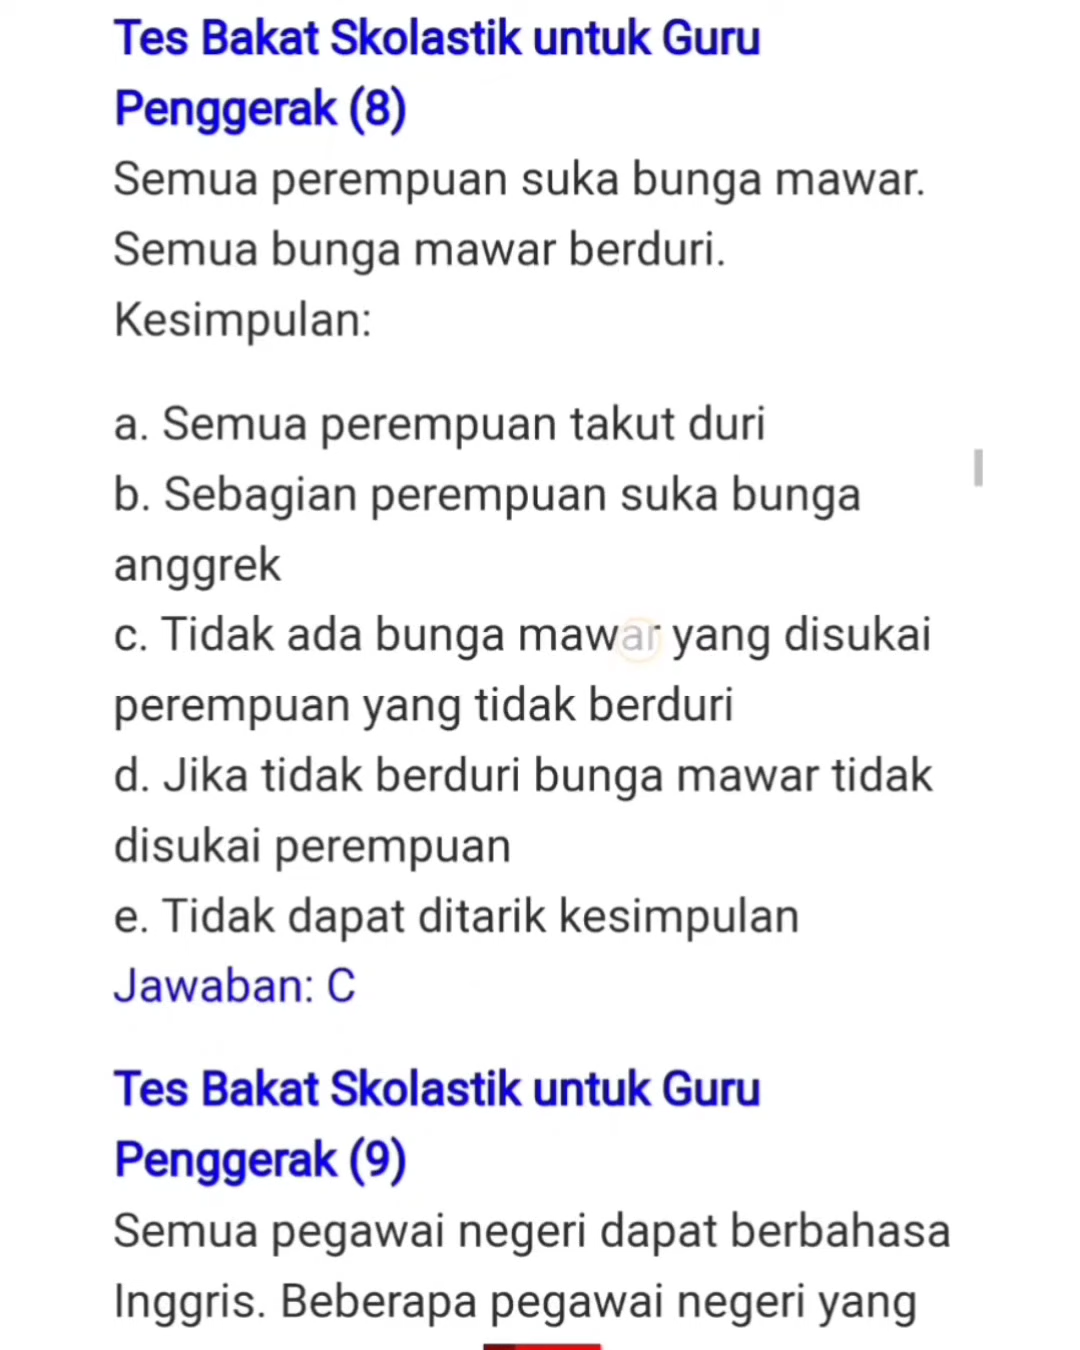 Tes Bakat Skolastik untuk Guru
Penggerak (8)
Semua perempuan suka bunga mawar.
Semua bunga mawar berduri.
Kesimpulan:
a. Semua perempuan takut duri
b. Sebagian perempuan suka bunga
anggrek
c. Tidak ada bunga mawar yang disukai
perempuan yang tidak berduri
d. Jika tidak berduri bunga mawar tidak
disukai perempuan
e. Tidak dapat ditarik kesimpulan
Jawaban: C
Tes Bakat Skolastik untuk Guru
Penggerak (9)
Semua pegawai negeri dapat berbahasa
Inggris. Beberapa pegawai negeri yang